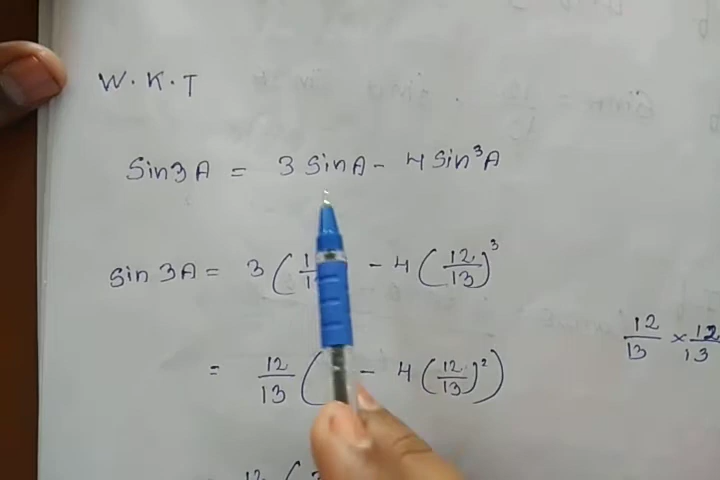 W.K.T
Sin3A = 3 SinA - 4 Sin³A
Sin 3A = 3 ( - 4 (12/13)³
12/13 × 12/13
= 12/13 ( - 4 (12/13)²)